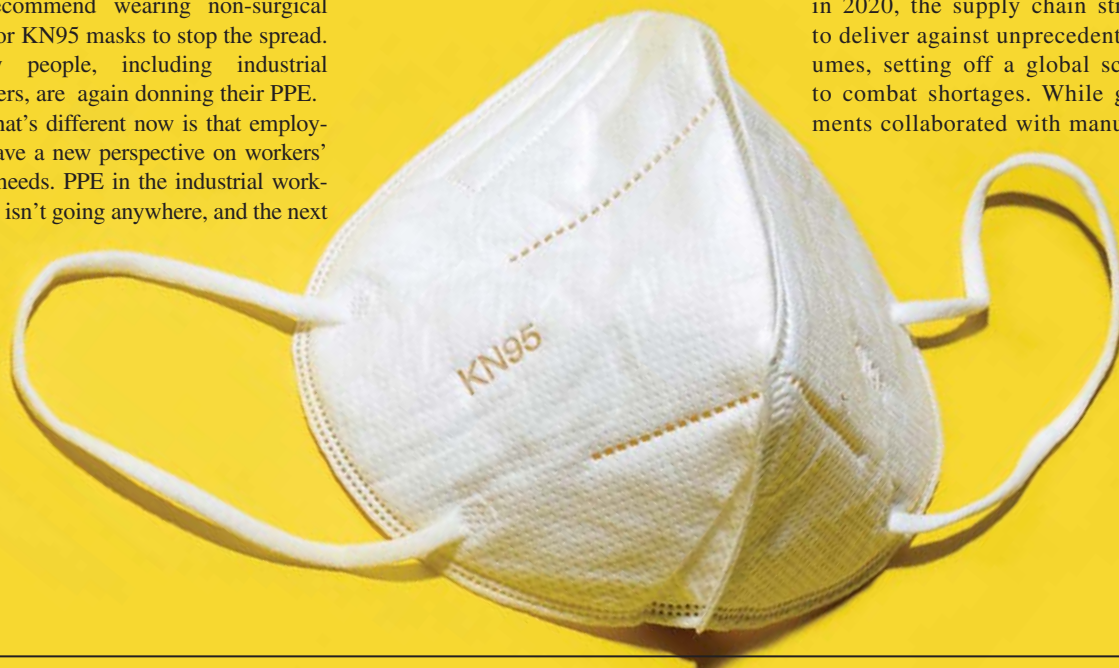 ecommend wearing non-surgical
or KN95 masks to stop the spread.
y people, including industrial
ers, are again donning their PPE.
hat's different now is that employ-
ave a new perspective on workers'
needs. PPE in the industrial work-
isn't going anywhere, and the next
in 2020, the supply chain
to deliver against unprecedent
umes, setting off a global sc
to combat shortages. While g
ments collaborated with manu
KN95